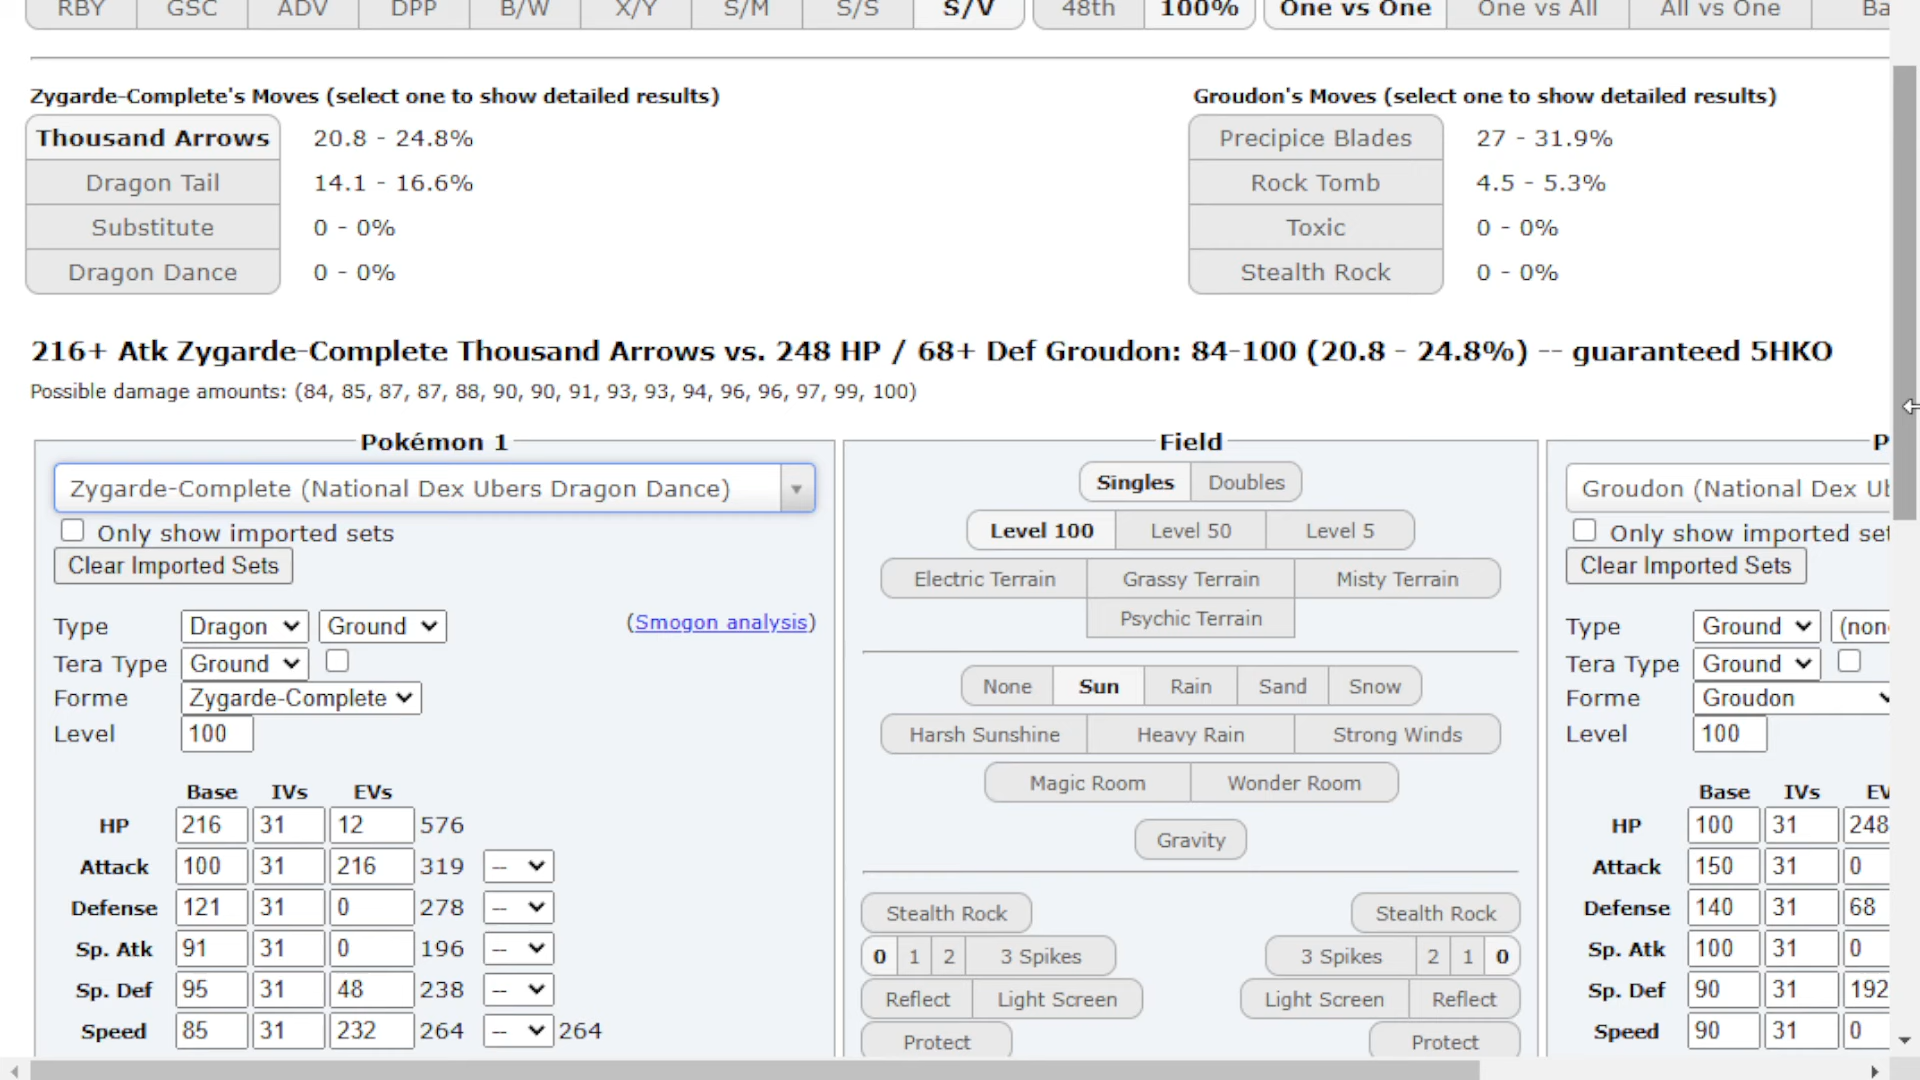 RBY GSC ADV DPP B/W X/Y S/M S/S S/V 48th 100% One vs One One vs All All vs One Ba
Zygarde-Complete's Moves (select one to show detailed results)
Thousand Arrows 20.8 - 24.8%
Dragon Tail 14.1 - 16.6%
Substitute 0 - 0%
Dragon Dance 0 - 0%
Groudon's Moves (select one to show detailed results)
Precipice Blades 27 - 31.9%
Rock Tomb 4.5 - 5.3%
Toxic 0 - 0%
Stealth Rock 0 - 0%
216+ Atk Zygarde-Complete Thousand Arrows vs. 248 HP / 68+ Def Groudon: 84-100 (20.8 - 24.8%) -- guaranteed 5HKO
Possible damage amounts: (84, 85, 87, 87, 88, 90, 90, 91, 93, 93, 94, 96, 96, 97, 99, 100)
Pokémon 1
Zygarde-Complete (National Dex Ubers Dragon Dance)
Only show imported sets
Clear Imported Sets
Type Dragon Ground (Smogon analysis)
Tera Type Ground
Forme Zygarde-Complete
Level 100
Base IVs EVs
HP 216 31 12 576
Attack 100 31 216 319 --
Defense 121 31 0 278 --
Sp. Atk 91 31 0 196 --
Sp. Def 95 31 48 238 --
Speed 85 31 232 264 -- 264
Field
Singles Doubles
Level 100 Level 50 Level 5
Electric Terrain Grassy Terrain Misty Terrain
Psychic Terrain
None Sun Rain Sand Snow
Harsh Sunshine Heavy Rain Strong Winds
Magic Room Wonder Room
Gravity
Stealth Rock Stealth Rock
0 1 2 3 Spikes 3 Spikes 2 1 0
Reflect Light Screen Light Screen Reflect
Protect Protect
P
Groudon (National Dex Ub
Only show imported set
Clear Imported Sets
Type Ground (non
Tera Type Ground
Forme Groudon
Level 100
Base IVs EV
HP 100 31 248
Attack 150 31 0
Defense 140 31 68
Sp. Atk 100 31 0
Sp. Def 90 31 192
Speed 90 31 0